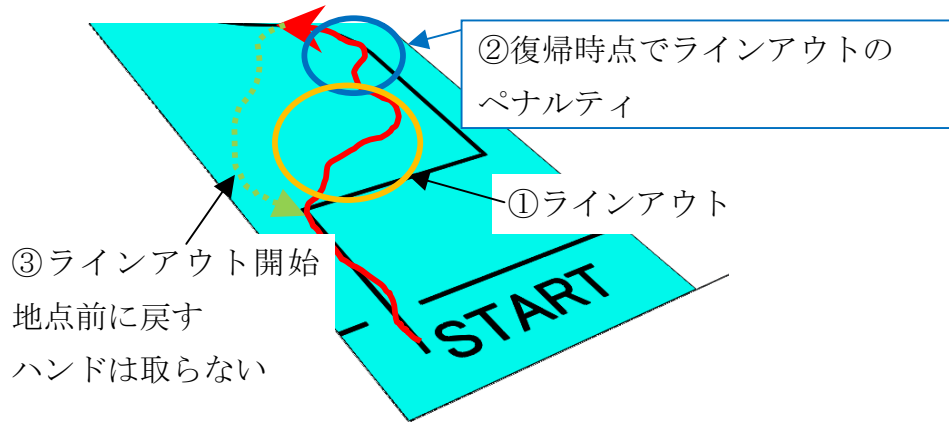 ②復帰時点でラインアウトの
ペナルティ
①ラインアウト
③ラインアウト開始
地点前に戻す
ハンドは取らない
START